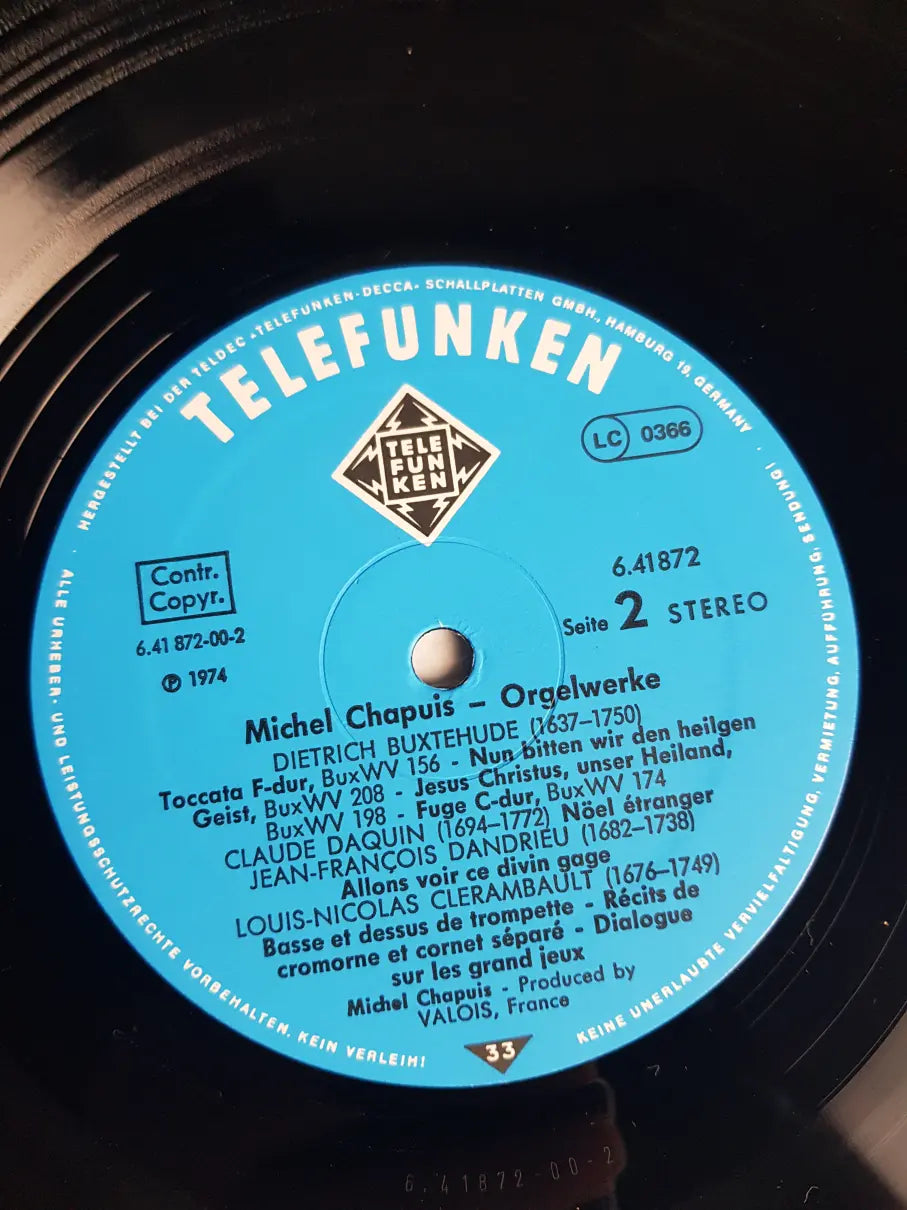 HERGESTELLT BEI DER TELDEC »TELEFUNKEN-DECCA« SCHALLPLATTEN GMBH., HAMBURG 19, GERMANY
TELEFUNKEN
TELE
FUN
KEN
LC 0366
Contr.
Copyr.
6.41 872-00-2
℗ 1974
6.41872
Seite 2 STEREO
Michel Chapuis – Orgelwerke
DIETRICH BUXTEHUDE (1637–1750)
Toccata F-dur, BuxWV 156 - Nun bitten wir den heilgen
Geist, BuxWV 208 - Jesus Christus, unser Heiland,
BuxWV 198 - Fuge C-dur, BuxWV 174
CLAUDE DAQUIN (1694–1772) Nöel étranger
JEAN-FRANÇOIS DANDRIEU (1682–1738)
Allons voir ce divin gage
LOUIS-NICOLAS CLERAMBAULT (1676–1749)
Basse et dessus de trompette - Récits de
cromorne et cornet séparé - Dialogue
sur les grand jeux
Michel Chapuis - Produced by
VALOIS, France
33
ALLE URHEBER- UND LEISTUNGSSCHUTZRECHTE VORBEHALTEN. KEIN VERLEIH!
KEINE UNERLAUBTE VERVIELFÄLTIGUNG, VERMIETUNG, AUFFÜHRUNG, SENDUNG!
6.41872-00-2